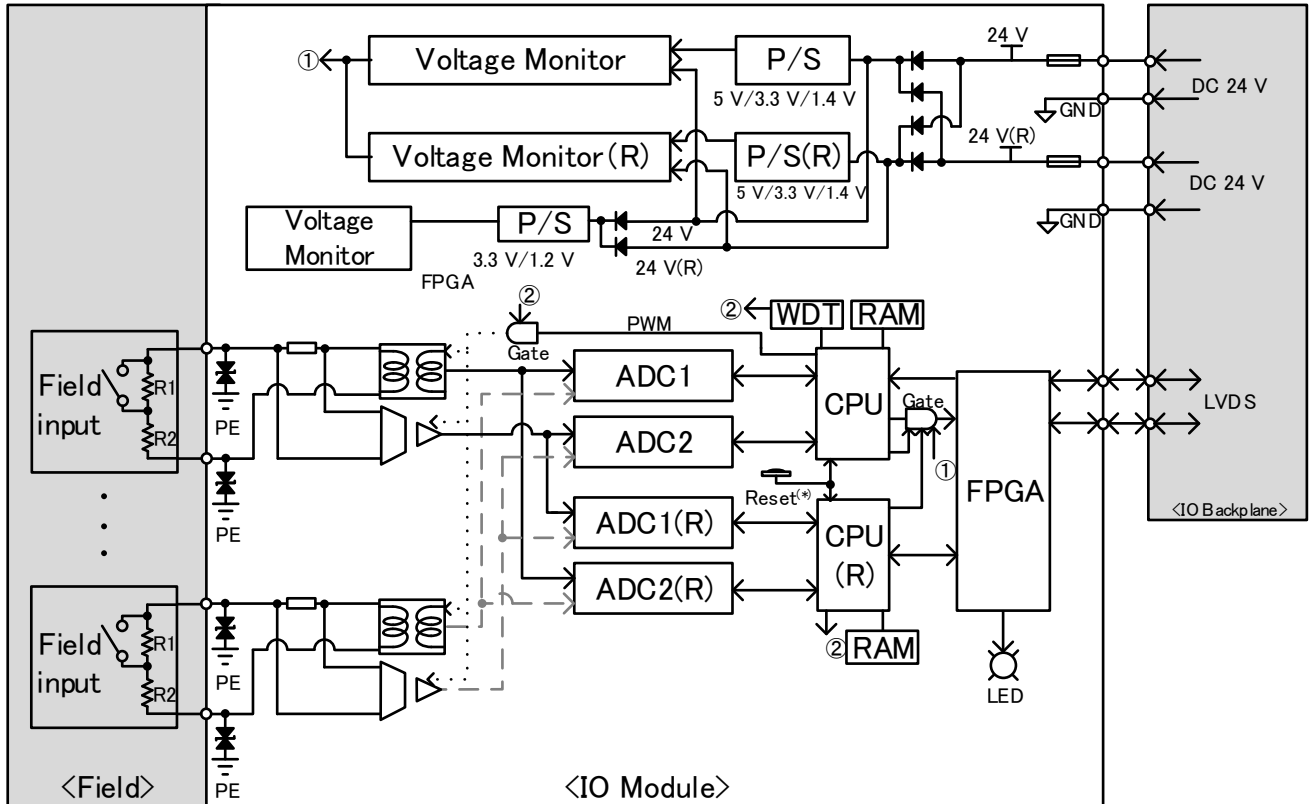 24 V
① Voltage Monitor P/S
5 V/3.3 V/1.4 V
DC 24 V
GND
24 V(R)
Voltage Monitor(R) P/S(R)
5 V/3.3 V/1.4 V
DC 24 V
GND
Voltage
Monitor
P/S
24 V
3.3 V/1.2 V
24 V(R)
FPGA
②
PWM
Gate
② WDT RAM
Field
input
R1
R2
PE
PE
ADC1
ADC2
CPU
Gate
①
FPGA
LVDS
Reset(*)
<IO Backplane>
ADC1(R)
ADC2(R)
CPU
(R)
② RAM
LED
Field
input
R1
R2
PE
PE
<Field>
<IO Module>